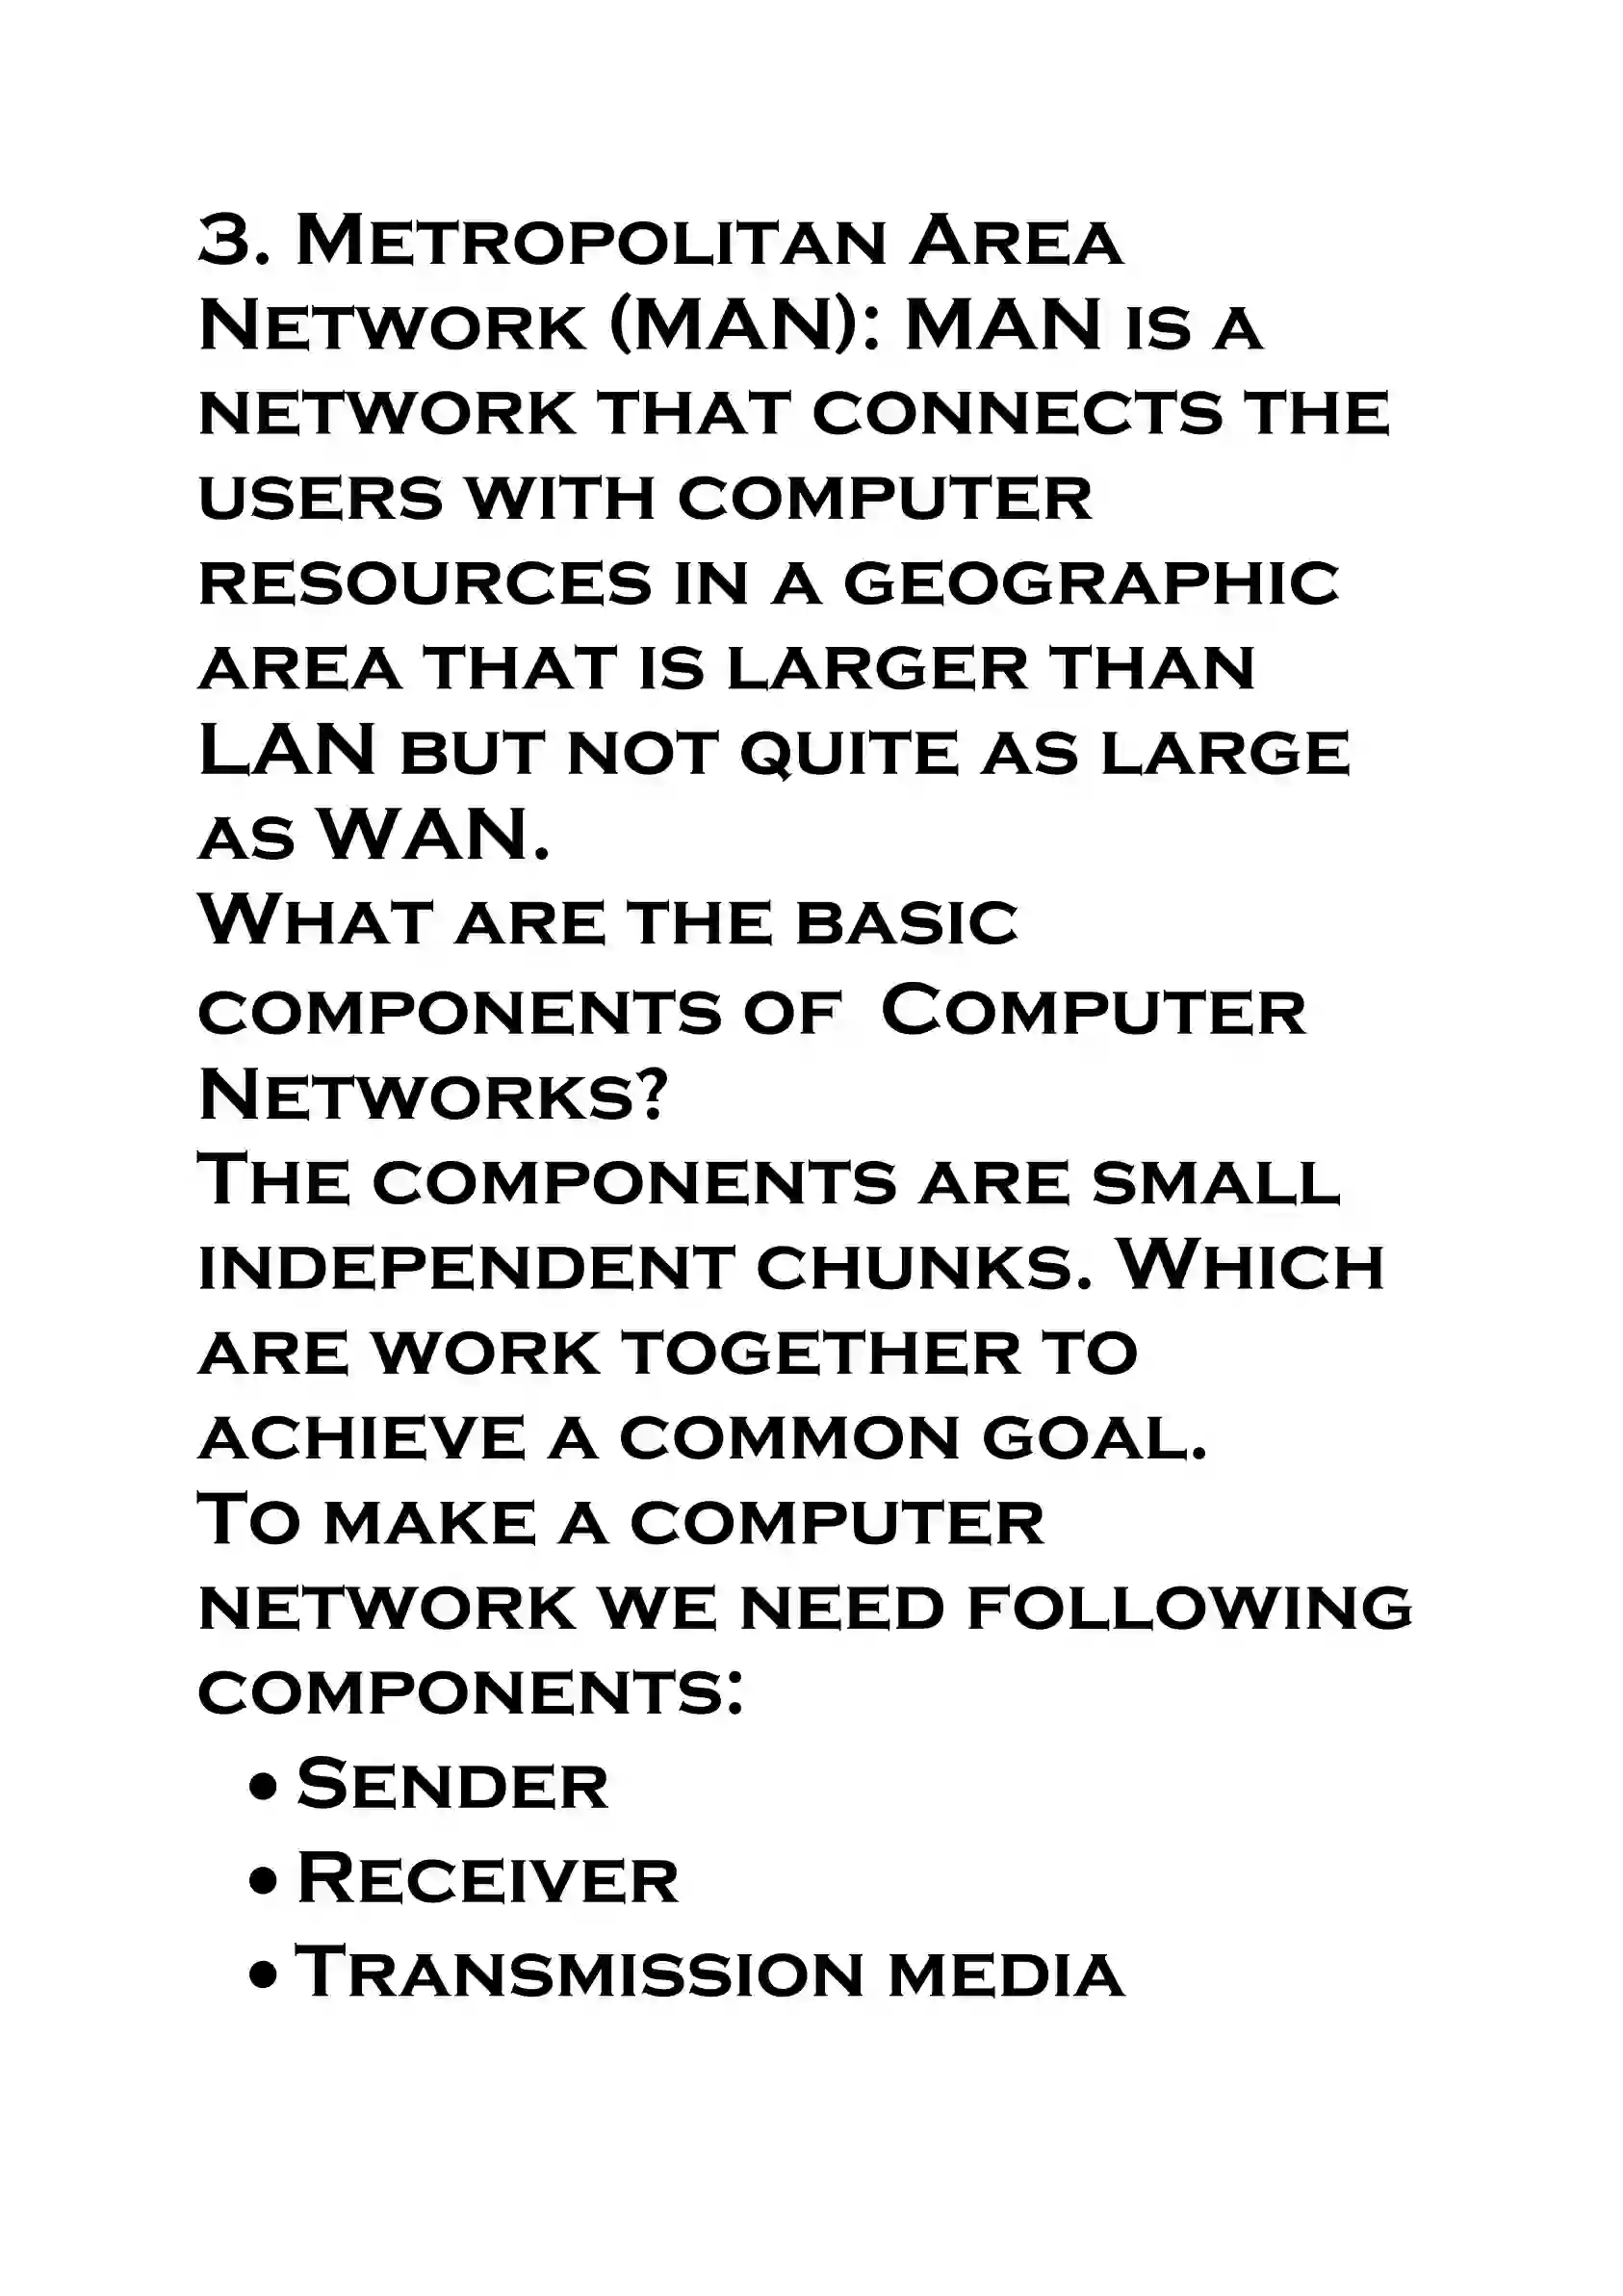 3. Metropolitan Area
Network (MAN): MAN is a
network that connects the
users with computer
resources in a geographic
area that is larger than
LAN but not quite as large
as WAN.
What are the basic
components of  Computer
Networks?
The components are small
independent chunks. Which
are work together to
achieve a common goal.
To make a computer
network we need following
components:
• Sender
• Receiver
• Transmission media